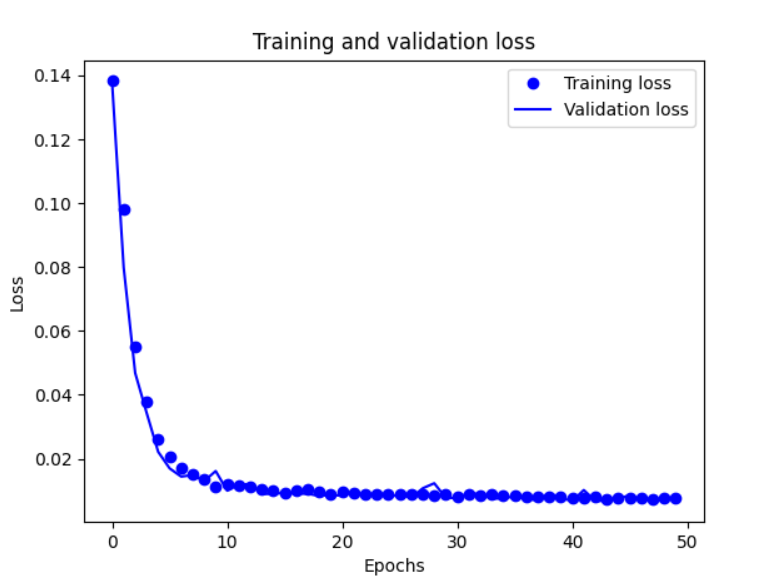 Training and validation loss
Training loss
Validation loss
0.14
0.12
0.10
0.08
0.06
0.04
0.02
Loss
0 10 20 30 40 50
Epochs